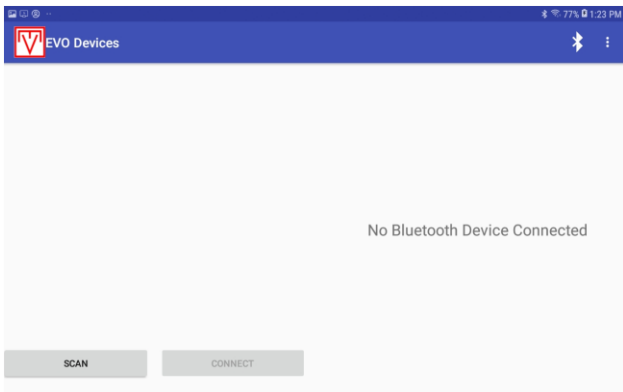 77% 1:23 PM
EVO Devices
No Bluetooth Device Connected
SCAN
CONNECT